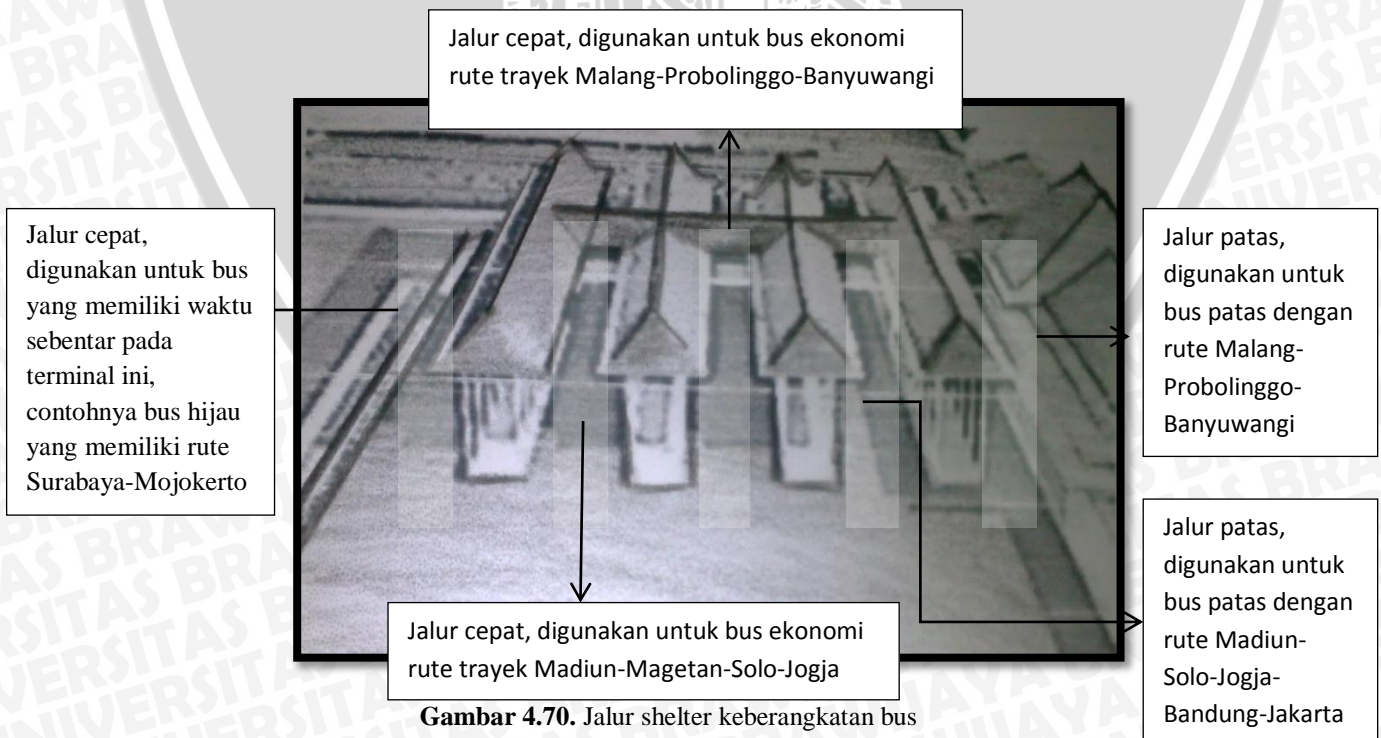 Jalur cepat, digunakan untuk bus ekonomi
rute trayek Malang-Probolinggo-Banyuwangi
Jalur cepat,
digunakan untuk bus
yang memiliki waktu
sebentar pada
terminal ini,
contohnya bus hijau
yang memiliki rute
Surabaya-Mojokerto
Jalur patas,
digunakan untuk
bus patas dengan
rute Malang-
Probolinggo-
Banyuwangi
Jalur patas,
digunakan untuk
bus patas dengan
rute Madiun-
Solo-Jogja-
Bandung-Jakarta
Jalur cepat, digunakan untuk bus ekonomi
rute trayek Madiun-Magetan-Solo-Jogja
Gambar 4.70. Jalur shelter keberangkatan bus